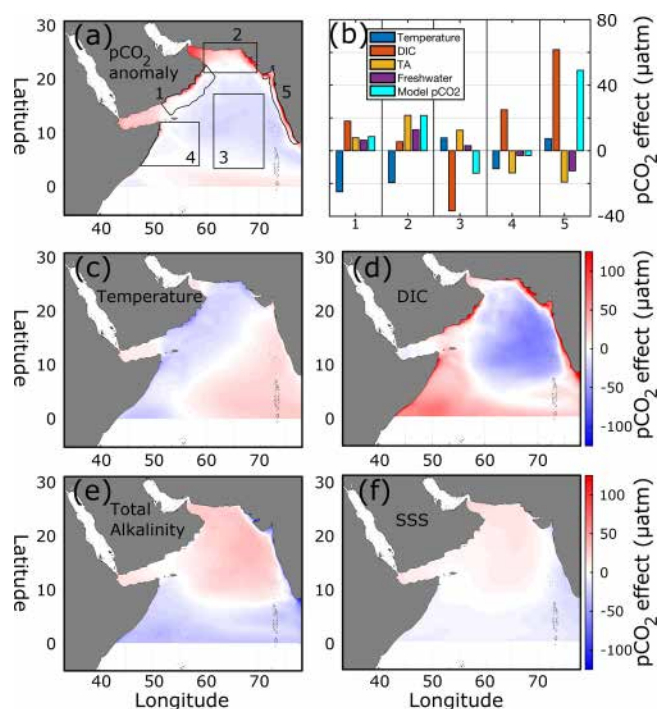 (a)
pCO2
anomaly
30
20
10
0
Latitude
40 50 60 70
1
2
3
4
5
(b)
Temperature
DIC
TA
Freshwater
Model pCO2
80
40
0
-40
pCO2 effect (µatm)
1 2 3 4 5
(c)
Temperature
30
20
10
0
Latitude
40 50 60 70
(d)
DIC
40 50 60 70
100
50
0
-50
-100
pCO2 effect (µatm)
(e)
Total
Alkalinity
30
20
10
0
Latitude
40 50 60 70
Longitude
(f)
SSS
30
20
10
0
40 50 60 70
Longitude
100
50
0
-50
-100
pCO2 effect (µatm)